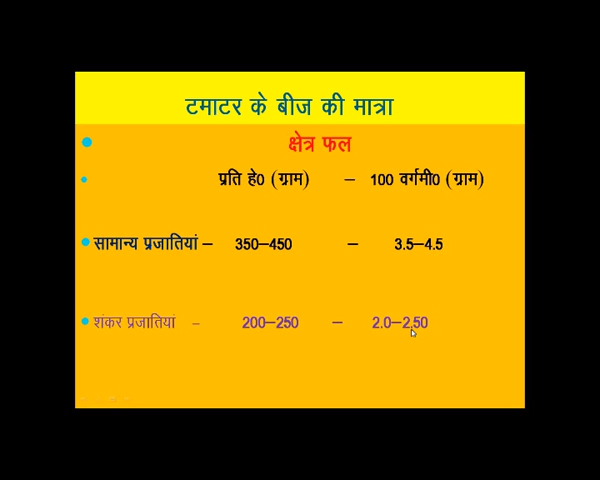 टमाटर के बीज की मात्रा
क्षेत्र फल
प्रति हे0 (ग्राम) – 100 वर्गमी0 (ग्राम)
सामान्य प्रजातियां – 350–450 – 3.5–4.5
शंकर प्रजातियां – 200–250 – 2.0–2.50